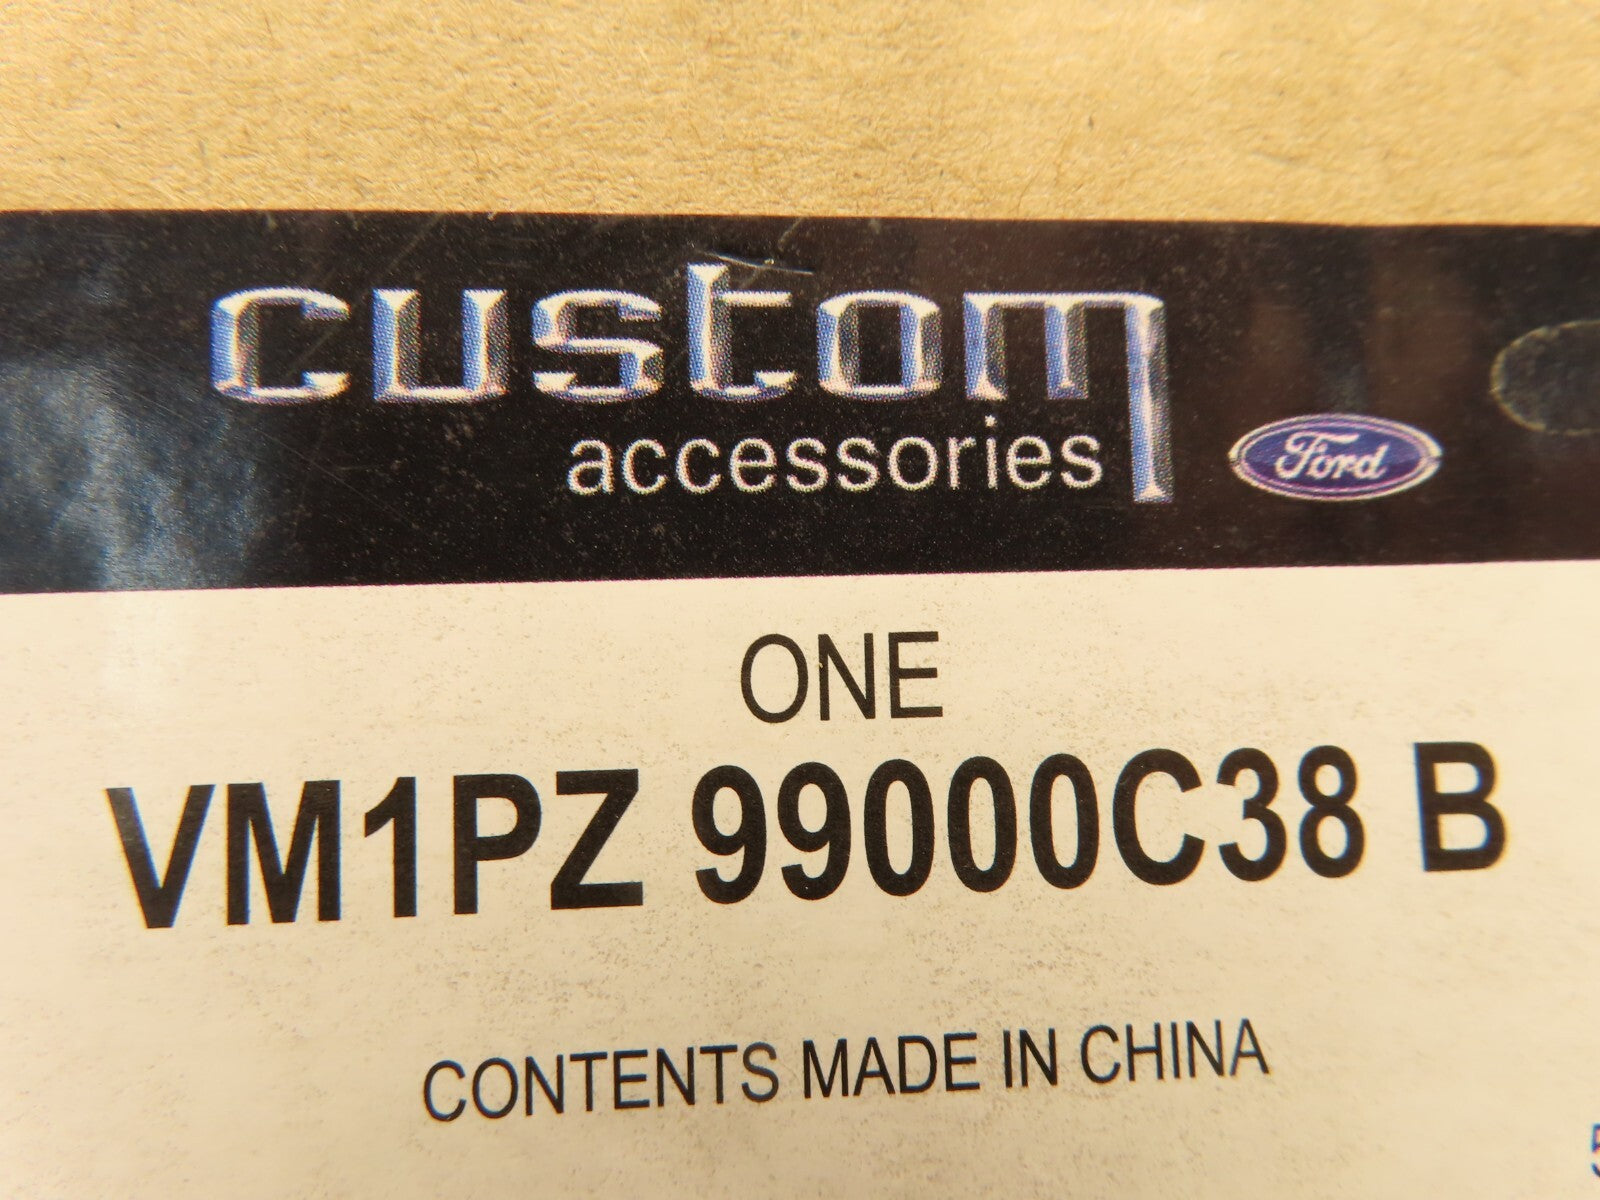 custom
accessories
Ford
ONE
VM1PZ 99000C38 B
CONTENTS MADE IN CHINA